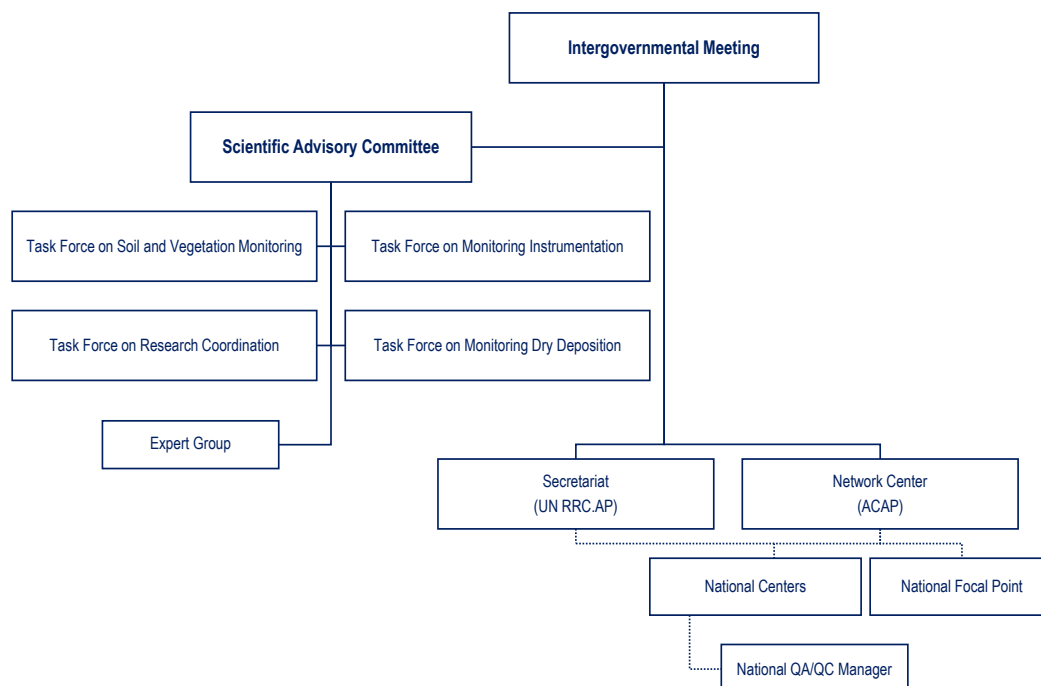 Intergovernmental Meeting
Scientific Advisory Committee
Task Force on Soil and Vegetation Monitoring
Task Force on Monitoring Instrumentation
Task Force on Research Coordination
Task Force on Monitoring Dry Deposition
Expert Group
Secretariat
(UN RRC.AP)
Network Center
(ACAP)
National Centers
National Focal Point
National QA/QC Manager